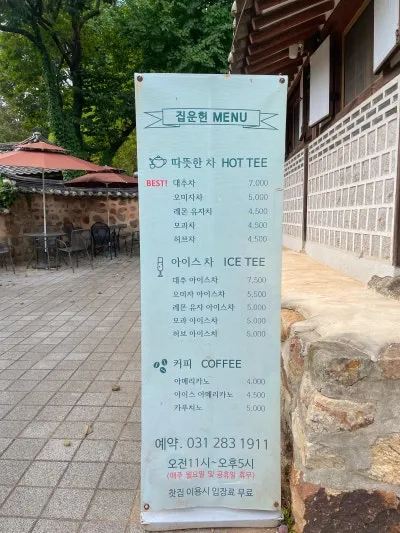 집운헌 MENU
따뜻한 차 HOT TEE
BEST! 대추차 7,000
오미자차 5,000
레몬 유자차 4,500
모과차 4,500
허브차 4,500
아이스 차 ICE TEE
대추 아이스차 7,500
오미자 아이스차 5,500
레몬 유자 아이스차 5,000
모과 아이스차 5,000
허브 아이스차 5,000
커피 COFFEE
아메리카노 4,000
아이스 아메리카노 4,500
카푸치노 5,000
예약. 031 283 1911
오전11시~오후5시
(매주 월요일 및 공휴일 휴무)
찻집 이용시 입장료 무료